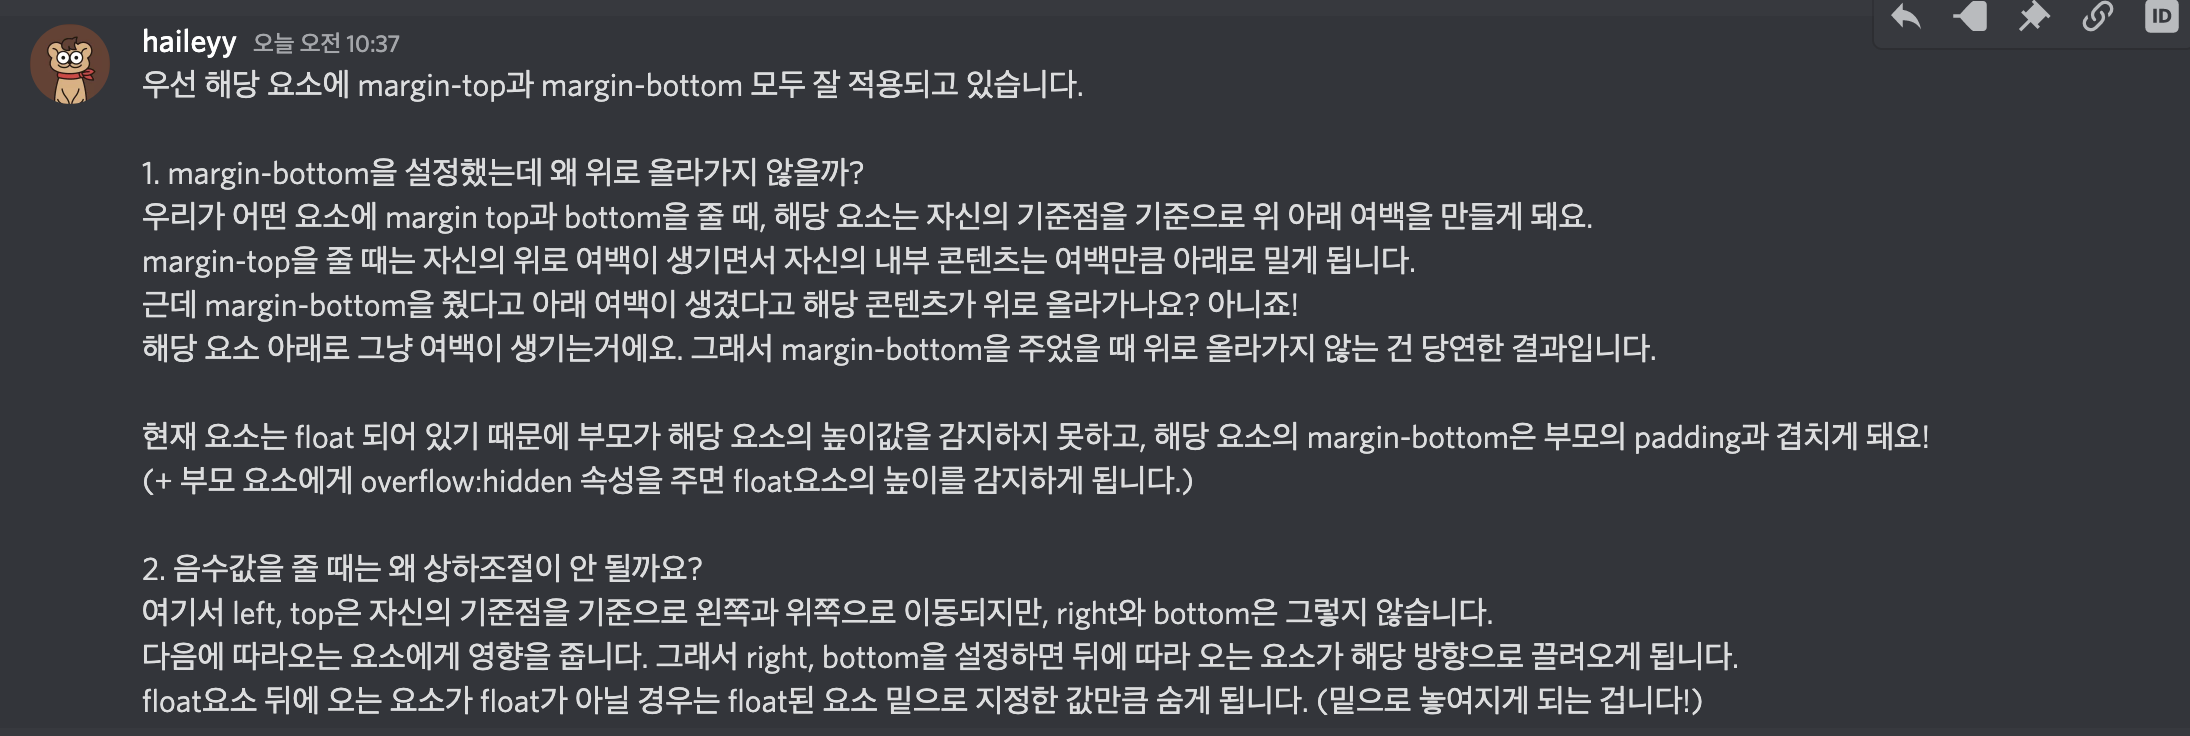 haileyy 오늘 오전 10:37
ID
우선 해당 요소에 margin-top과 margin-bottom 모두 잘 적용되고 있습니다.
1. margin-bottom을 설정했는데 왜 위로 올라가지 않을까?
우리가 어떤 요소에 margin top과 bottom을 줄 때, 해당 요소는 자신의 기준점을 기준으로 위 아래 여백을 만들게 돼요.
margin-top을 줄 때는 자신의 위로 여백이 생기면서 자신의 내부 콘텐츠는 여백만큼 아래로 밀게 됩니다.
근데 margin-bottom을 줬다고 아래 여백이 생겼다고 해당 콘텐츠가 위로 올라가나요? 아니죠!
해당 요소 아래로 그냥 여백이 생기는거에요. 그래서 margin-bottom을 주었을 때 위로 올라가지 않는 건 당연한 결과입니다.
현재 요소는 float 되어 있기 때문에 부모가 해당 요소의 높이값을 감지하지 못하고, 해당 요소의 margin-bottom은 부모의 padding과 겹치게 돼요!
(+ 부모 요소에게 overflow:hidden 속성을 주면 float요소의 높이를 감지하게 됩니다.)
2. 음수값을 줄 때는 왜 상하조절이 안 될까요?
여기서 left, top은 자신의 기준점을 기준으로 왼쪽과 위쪽으로 이동되지만, right와 bottom은 그렇지 않습니다.
다음에 따라오는 요소에게 영향을 줍니다. 그래서 right, bottom을 설정하면 뒤에 따라 오는 요소가 해당 방향으로 끌려오게 됩니다.
float요소 뒤에 오는 요소가 float가 아닐 경우는 float된 요소 밑으로 지정한 값만큼 숨게 됩니다. (밑으로 놓여지게 되는 겁니다!)